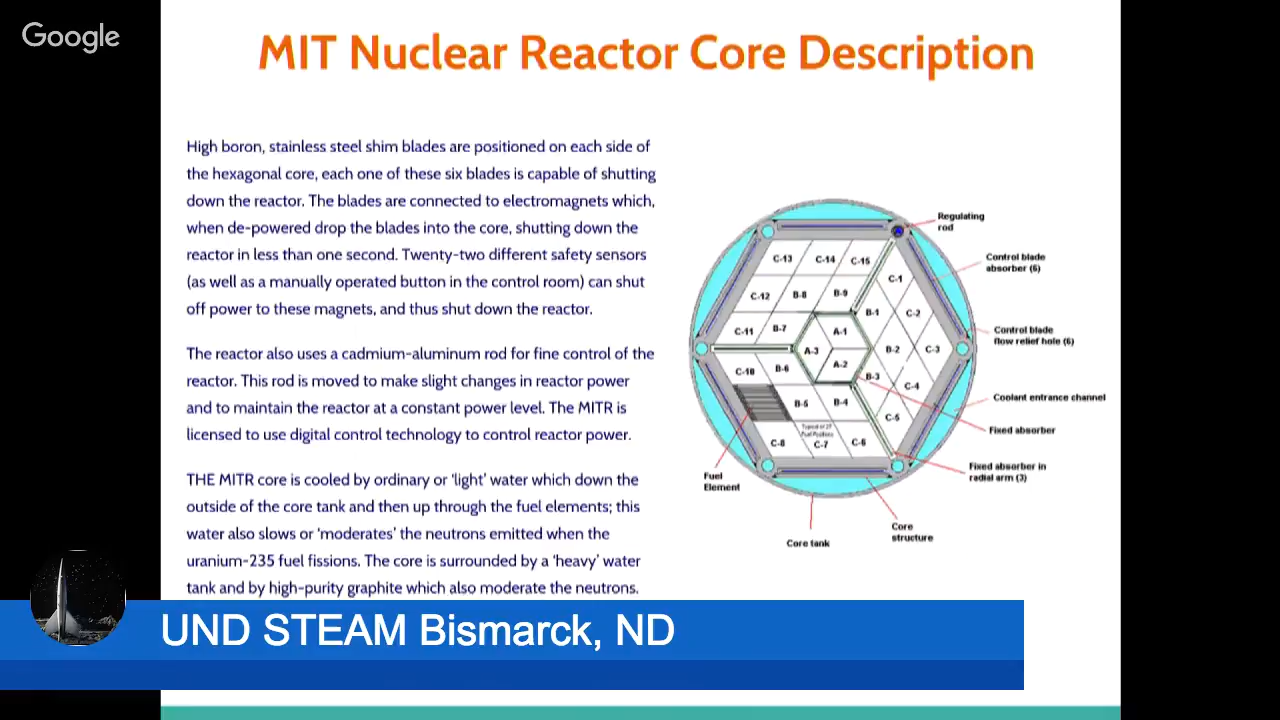 Google
MIT Nuclear Reactor Core Description
High boron, stainless steel shim blades are positioned on each side of
the hexagonal core, each one of these six blades is capable of shutting
down the reactor. The blades are connected to electromagnets which,
when de-powered drop the blades into the core, shutting down the
reactor in less than one second. Twenty-two different safety sensors
(as well as a manually operated button in the control room) can shut
off power to these magnets, and thus shut down the reactor.
The reactor also uses a cadmium-aluminum rod for fine control of the
reactor. This rod is moved to make slight changes in reactor power
and to maintain the reactor at a constant power level. The MITR is
licensed to use digital control technology to control reactor power.
THE MITR core is cooled by ordinary or 'light' water which down the
outside of the core tank and then up through the fuel elements; this
water also slows or 'moderates' the neutrons emitted when the
uranium-235 fuel fissions. The core is surrounded by a 'heavy' water
tank and by high-purity graphite which also moderate the neutrons.
Regulating
rod
Control blade
absorber (6)
Control blade
flow relief hole (6)
Coolant entrance channel
Fixed absorber
Fixed absorber in
radial arm (3)
Core
structure
Core tank
Fuel
Element
C-13
C-14
C-15
C-1
C-12
B-8
B-9
B-1
C-2
C-11
B-7
A-1
A-3
A-2
B-2
C-3
C-10
B-6
B-3
C-4
B-5
B-4
C-5
Typical of 27
Fuel Positions
C-8
C-7
C-6
UND STEAM Bismarck, ND